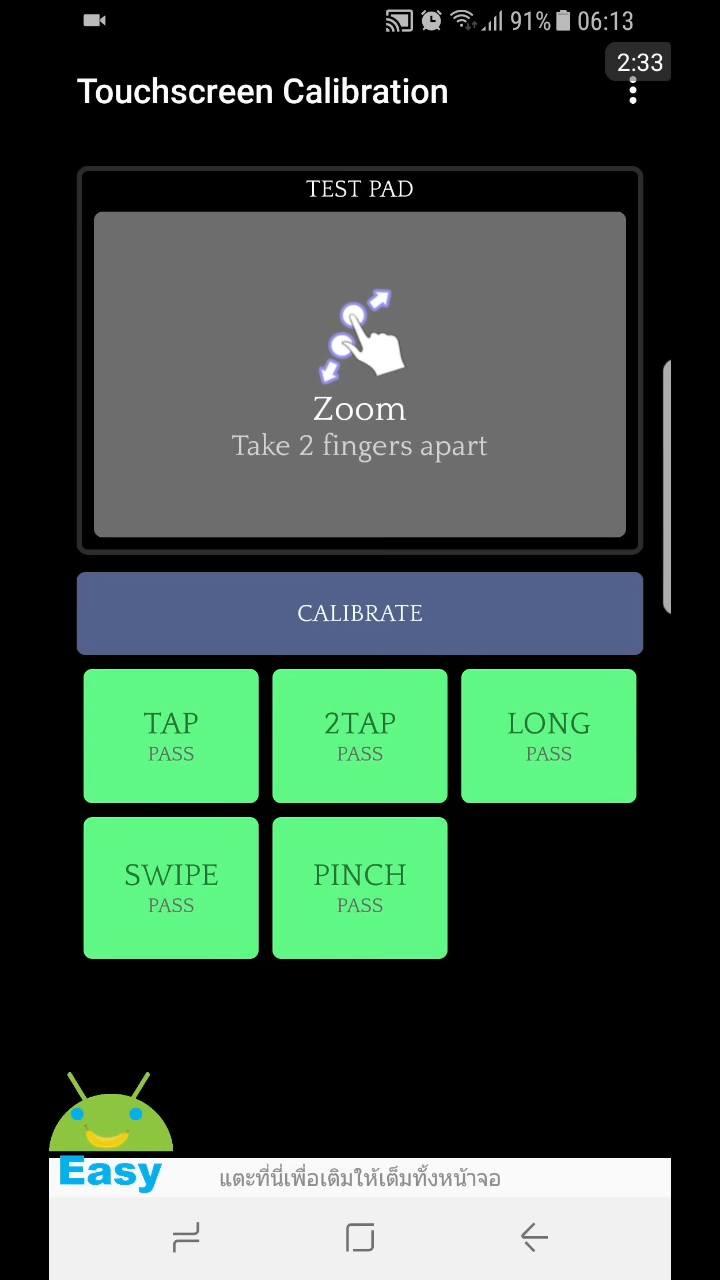 91% 06:13
2:33
Touchscreen Calibration
TEST PAD
Zoom
Take 2 fingers apart
CALIBRATE
TAP 2TAP LONG
PASS PASS PASS
SWIPE PINCH
PASS PASS
Easy
แตะที่นี่เพื่อเติมให้เต็มทั้งหน้าจอ